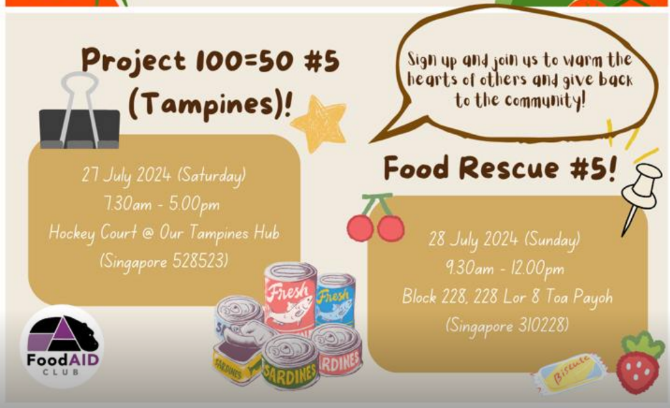 Project 100=50 #5
(Tampines)!
27 July 2024 (Saturday)
7.30am - 5.00pm
Hockey Court @ Our Tampines Hub
(Singapore 528523)
Sign up and join us to warm the
hearts of others and give back
to the community!
Food Rescue #5!
28 July 2024 (Sunday)
9.30am - 12.00pm
Block 228, 228 Lor 8 Toa Payoh
(Singapore 310228)
Fresh
Fresh
SARDINES
RDINES
Biscuits
FoodAID
CLUB